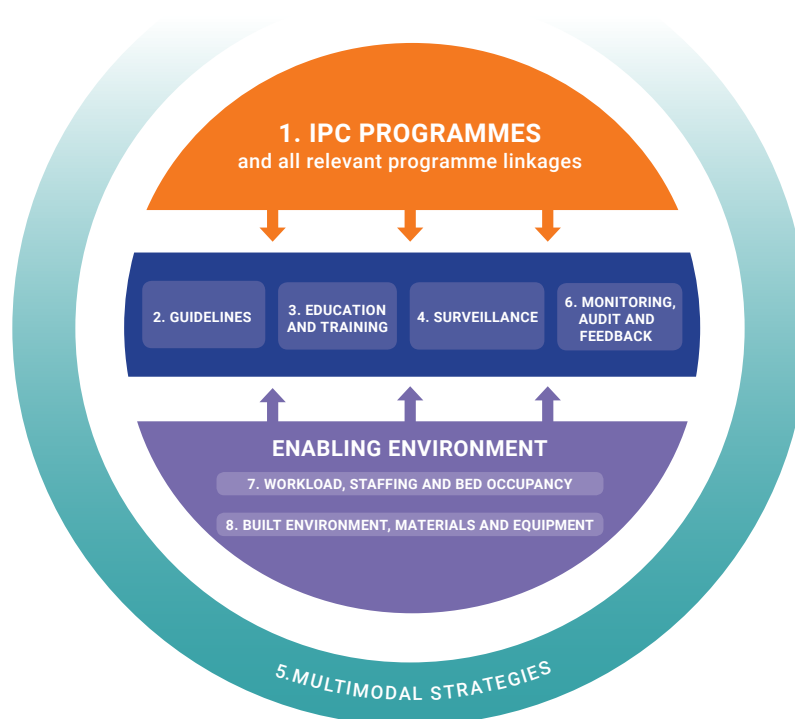 1. IPC PROGRAMMES
and all relevant programme linkages
2. GUIDELINES
3. EDUCATION
AND TRAINING
4. SURVEILLANCE
6. MONITORING,
AUDIT AND
FEEDBACK
ENABLING ENVIRONMENT
7. WORKLOAD, STAFFING AND BED OCCUPANCY
8. BUILT ENVIRONMENT, MATERIALS AND EQUIPMENT
5.MULTIMODAL STRATEGIES